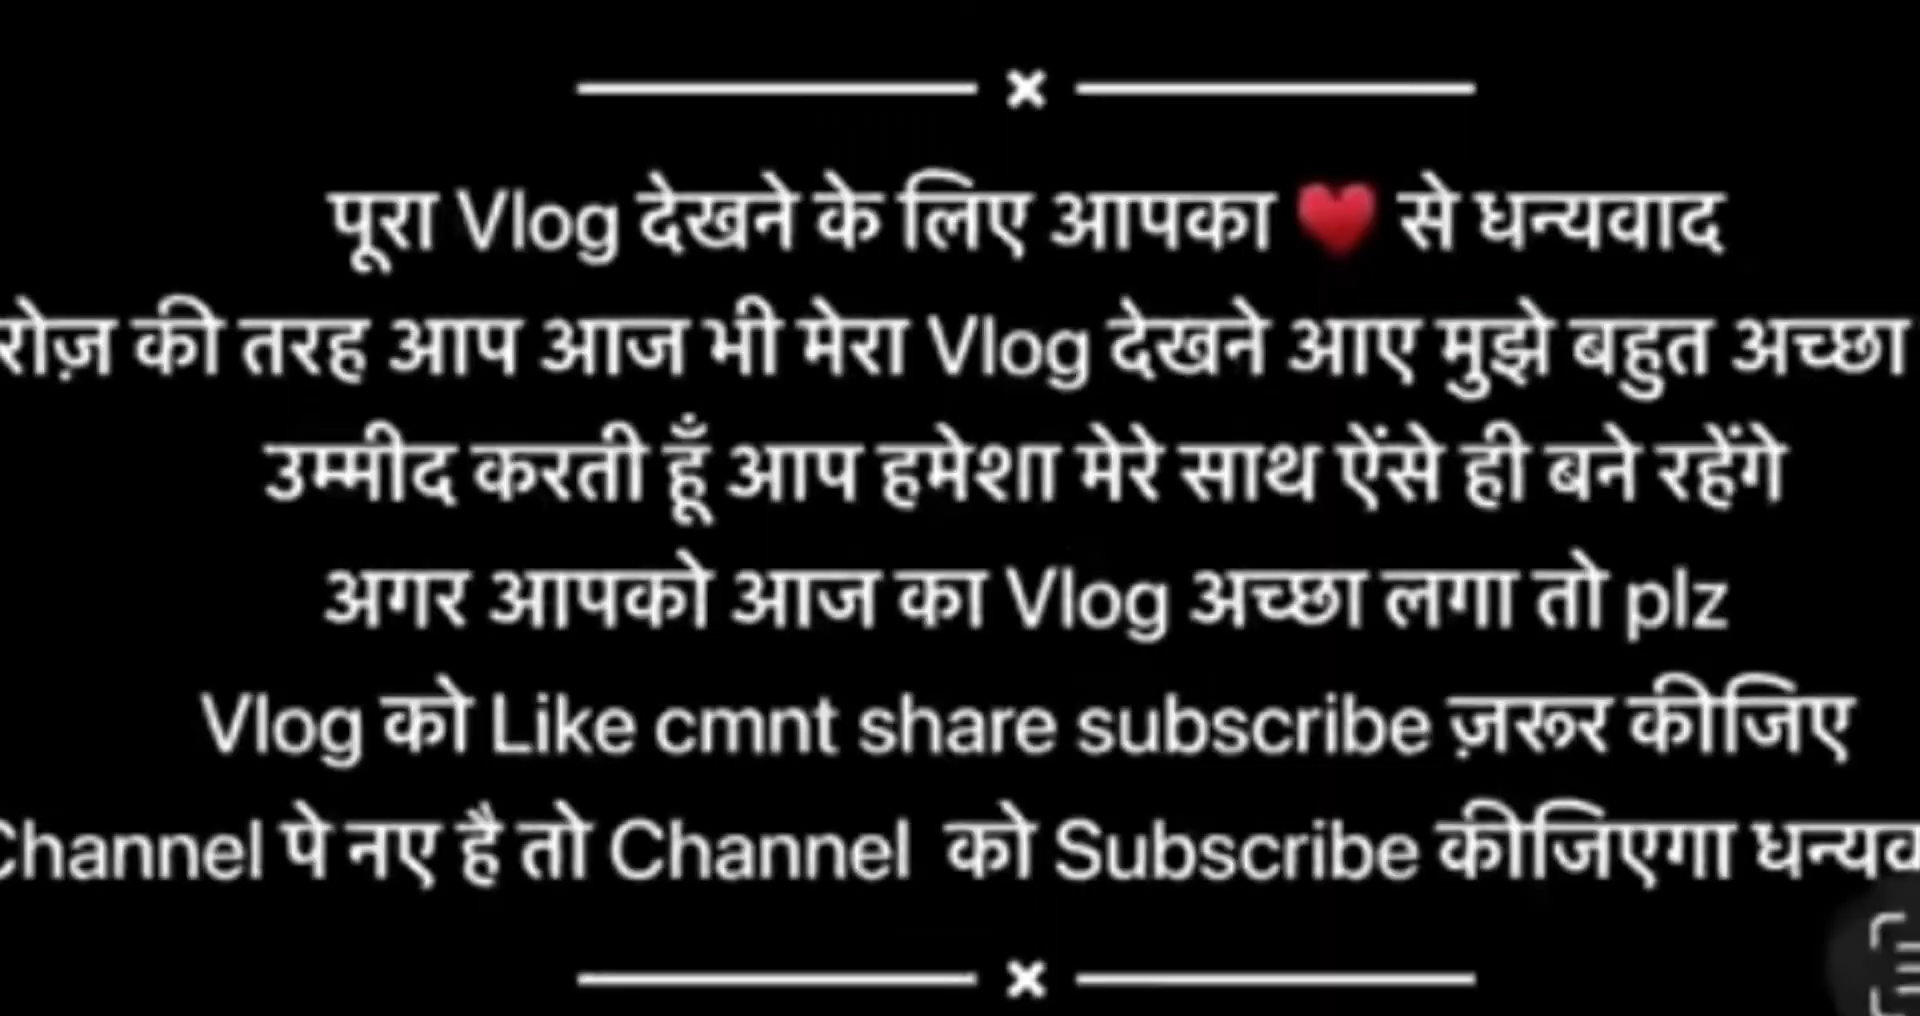 पूरा Vlog देखने के लिए आपका ♥️ से धन्यवाद
रोज़ की तरह आप आज भी मेरा Vlog देखने आए मुझे बहुत अच्छा
उम्मीद करती हूँ आप हमेशा मेरे साथ ऐंसे ही बने रहेंगे
अगर आपको आज का Vlog अच्छा लगा तो plz
Vlog को Like cmnt share subscribe ज़रूर कीजिए
Channel पे नए है तो Channel को Subscribe कीजिएगा